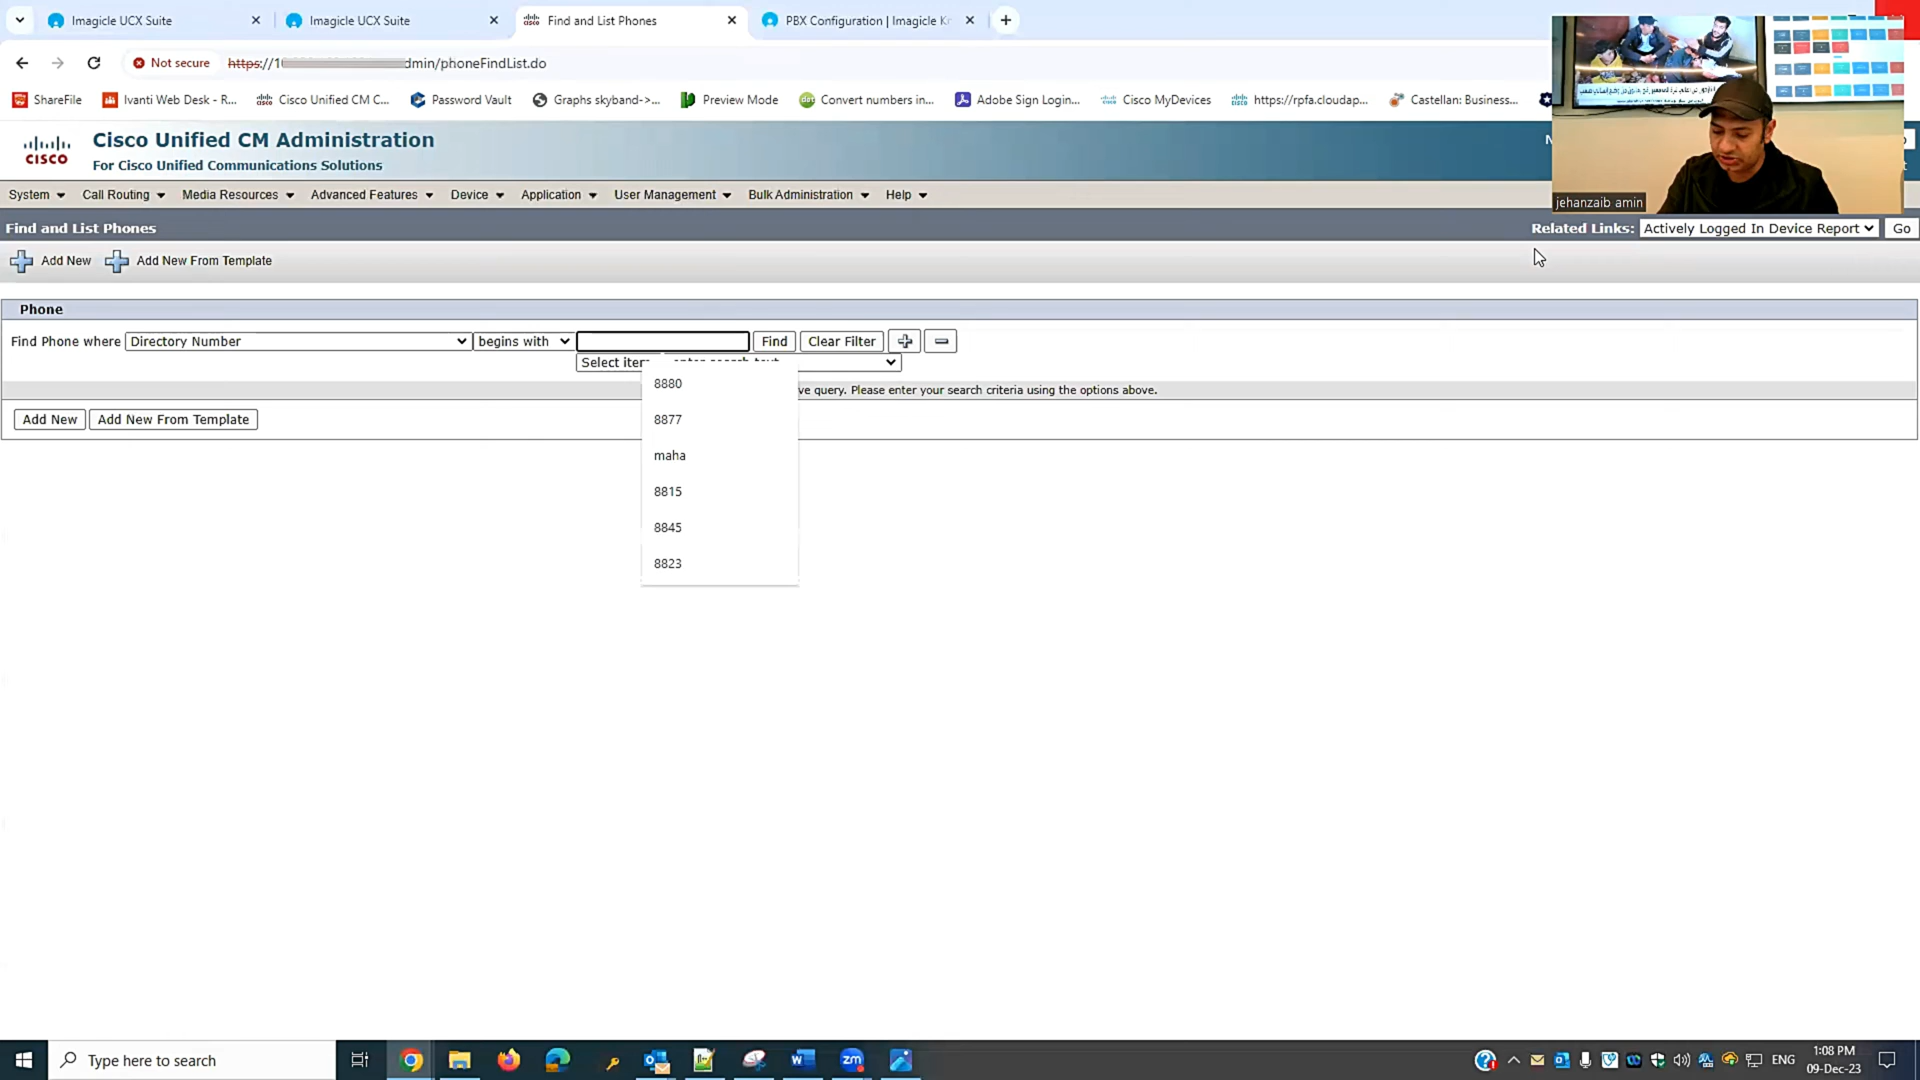 Imagicle UCX Suite
Imagicle UCX Suite
Find and List Phones
PBX Configuration | Imagicle K
Not secure https://1 dmin/phoneFindList.do
ShareFile Ivanti Web Desk - R... Cisco Unified CM C... Password Vault Graphs skyband->... Preview Mode Convert numbers in... Adobe Sign Login... Cisco MyDevices https://rpfa.cloudap... Castellan: Business...
CISCO
Cisco Unified CM Administration
For Cisco Unified Communications Solutions
System Call Routing Media Resources Advanced Features Device Application User Management Bulk Administration Help
jehanzaib amin
Find and List Phones
Related Links: Actively Logged In Device Report Go
Add New Add New From Template
Phone
Find Phone where Directory Number begins with Find Clear Filter
Select item or enter search text
ve query. Please enter your search criteria using the options above.
Add New Add New From Template
8880
8877
maha
8815
8845
8823
Type here to search
zm
ENG
1:08 PM
09-Dec-23